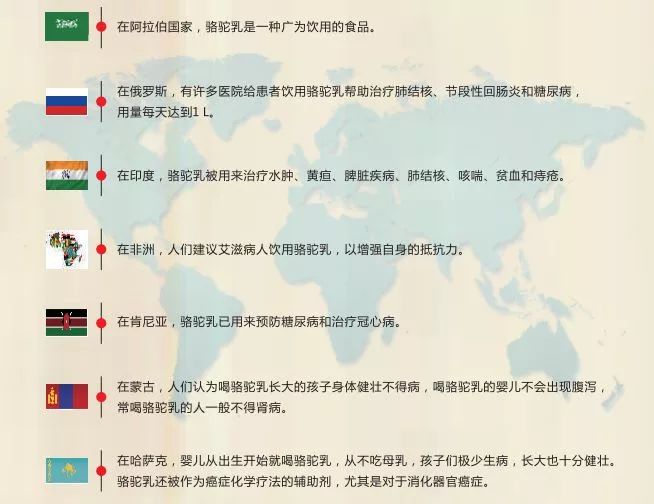 在阿拉伯国家，骆驼乳是一种广为饮用的食品。
在俄罗斯，有许多医院给患者饮用骆驼乳帮助治疗肺结核、节段性回肠炎和糖尿病，
用量每天达到1 L。
在印度，骆驼乳被用来治疗水肿、黄疸、脾脏疾病、肺结核、咳喘、贫血和痔疮。
在非洲，人们建议艾滋病人饮用骆驼乳，以增强自身的抵抗力。
在肯尼亚，骆驼乳已用来预防糖尿病和治疗冠心病。
在蒙古，人们认为喝骆驼乳长大的孩子身体健壮不得病，喝骆驼乳的婴儿不会出现腹泻，
常喝骆驼乳的人一般不得肾病。
在哈萨克，婴儿从出生开始就喝骆驼乳，从不吃母乳，孩子们极少生病，长大也十分健壮。
骆驼乳还被作为癌症化学疗法的辅助剂，尤其是对于消化器官癌症。